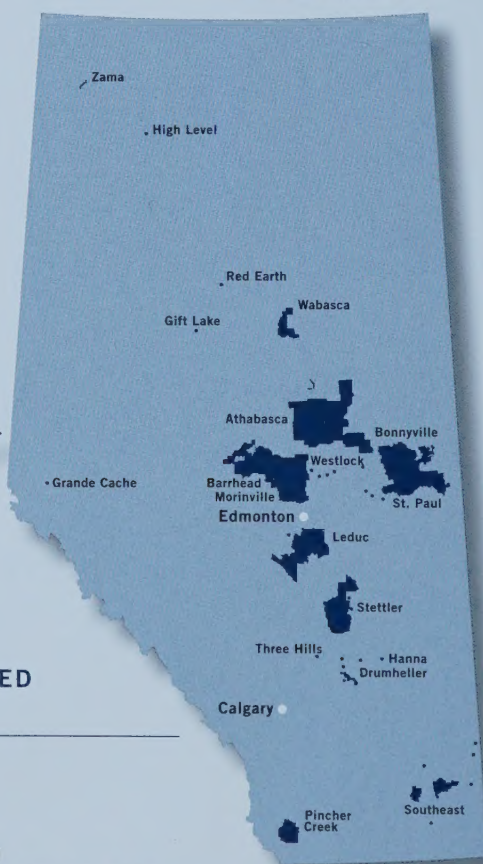 Zama
High Level
Red Earth
Wabasca
Gift Lake
Athabasca
Bonnyville
Westlock
Grande Cache
Barrhead
Morinville
St. Paul
Edmonton
Leduc
Stettler
Three Hills
Hanna
Drumheller
ED
Calgary
Southeast
Pincher
Creek